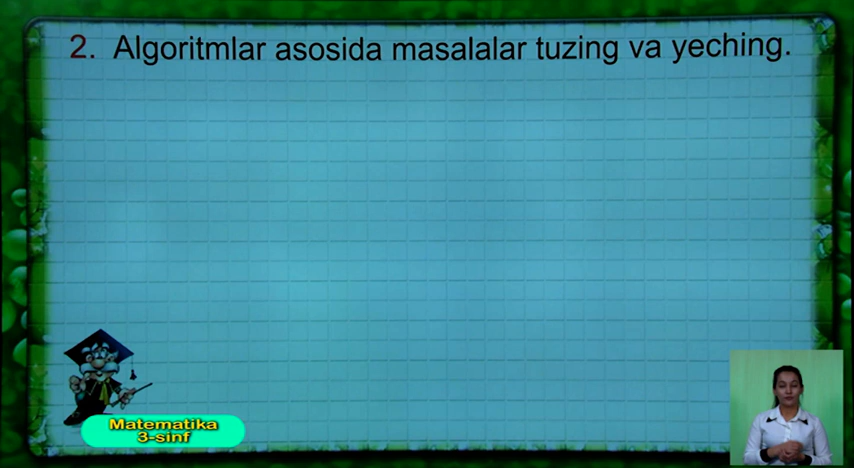 2. Algoritmlar asosida masalalar tuzing va yeching.
Matematika
3-sinf